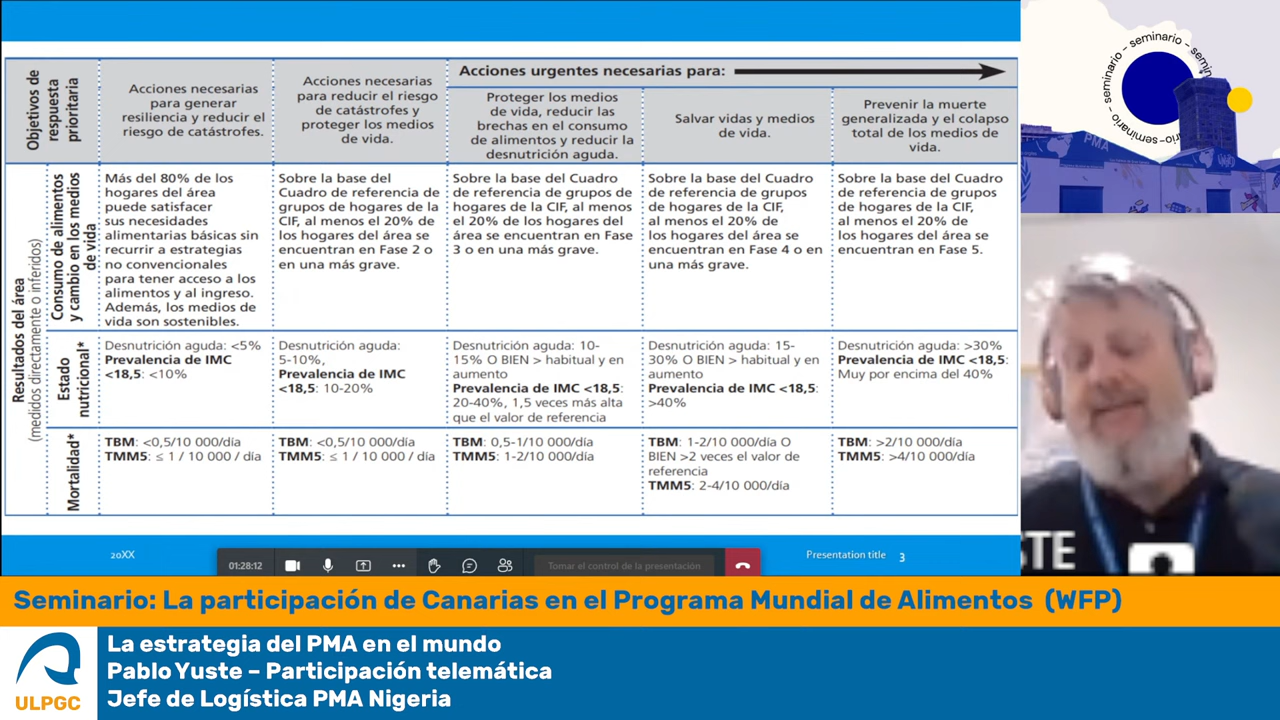 Objetivos de
respuesta
prioritaria
Acciones necesarias
para generar
resiliencia y reducir el
riesgo de catástrofes.
Acciones necesarias
para reducir el riesgo
de catástrofes y
proteger los medios
de vida.
Acciones urgentes necesarias para:
Proteger los medios
de vida, reducir las
brechas en el consumo
de alimentos y reducir la
desnutrición aguda.
Salvar vidas y medios
de vida.
Prevenir la muerte
generalizada y el colapso
total de los medios de
vida.
Resultados del área
(medidos directamente o inferidos)
Consumo de alimentos
y cambio en los medios
de vida
Más del 80% de los
hogares del área
puede satisfacer
sus necesidades
alimentarias básicas sin
recurrir a estrategias
no convencionales
para tener acceso a los
alimentos y al ingreso.
Además, los medios de
vida son sostenibles.
Sobre la base del
Cuadro de referencia de
grupos de hogares de la
CIF, al menos el 20% de
los hogares del área se
encuentran en Fase 2 o
en una más grave.
Sobre la base del Cuadro
de referencia de grupos
de hogares de la CIF, al menos
el 20% de los hogares del
área se encuentran en Fase
3 o en una más grave.
Sobre la base del Cuadro
de referencia de grupos
de hogares de la CIF,
al menos el 20% de
los hogares del área se
encuentran en Fase 4 o en
una más grave.
Sobre la base del Cuadro
de referencia de grupos
de hogares de la CIF,
al menos el 20% de
los hogares del área se
encuentran en Fase 5.
Estado
nutricional*
Desnutrición aguda: <5%
Prevalencia de IMC
<18,5: <10%
Desnutrición aguda:
5-10%,
Prevalencia de IMC
<18,5: 10-20%
Desnutrición aguda: 10-
15% O BIEN > habitual y en
aumento
Prevalencia de IMC <18,5:
20-40%, 1,5 veces más alta
que el valor de referencia
Desnutrición aguda: 15-
30% O BIEN > habitual y en
aumento
Prevalencia de IMC <18,5:
>40%
Desnutrición aguda: >30%
Prevalencia de IMC <18,5:
Muy por encima del 40%
Mortalidad*
TBM: <0,5/10 000/día
TMM5: ≤ 1 / 10 000 / día
TBM: <0,5/10 000/día
TMM5: ≤ 1 / 10 000 / día
TBM: 0,5-1/10 000/día
TMM5: 1-2/10 000/día
TBM: 1-2/10 000/día O
BIEN >2 veces el valor de
referencia
TMM5: 2-4/10 000/día
TBM: >2/10 000/día
TMM5: >4/10 000/día
20XX
Presentation title 3
01:28:12
Tomar el control de la presentación
seminario - seminario - seminario - seminario -
PMA
STE
Seminario: La participación de Canarias en el Programa Mundial de Alimentos (WFP)
ULPGC
La estrategia del PMA en el mundo
Pablo Yuste – Participación telemática
Jefe de Logística PMA Nigeria